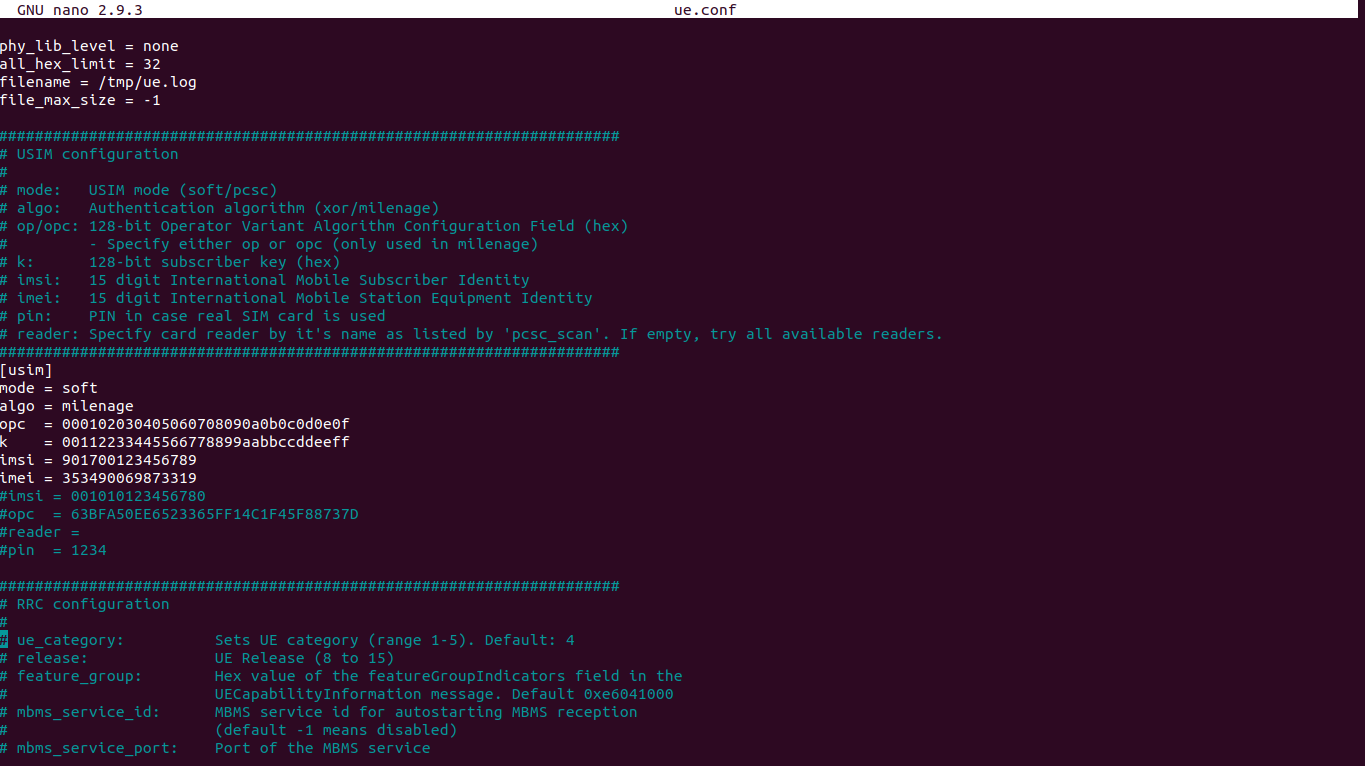 GNU nano 2.9.3 ue.conf
phy_lib_level = none
all_hex_limit = 32
filename = /tmp/ue.log
file_max_size = -1
#####################################################################
# USIM configuration
#
# mode:   USIM mode (soft/pcsc)
# algo:   Authentication algorithm (xor/milenage)
# op/opc: 128-bit Operator Variant Algorithm Configuration Field (hex)
#         - Specify either op or opc (only used in milenage)
# k:      128-bit subscriber key (hex)
# imsi:   15 digit International Mobile Subscriber Identity
# imei:   15 digit International Mobile Station Equipment Identity
# pin:    PIN in case real SIM card is used
# reader: Specify card reader by it's name as listed by 'pcsc_scan'. If empty, try all available readers.
#####################################################################
[usim]
mode = soft
algo = milenage
opc  = 000102030405060708090a0b0c0d0e0f
k    = 00112233445566778899aabbccddeeff
imsi = 901700123456789
imei = 353490069873319
#imsi = 001010123456780
#opc  = 63BFA50EE6523365FF14C1F45F88737D
#reader =
#pin  = 1234
#####################################################################
# RRC configuration
#
# ue_category:          Sets UE category (range 1-5). Default: 4
# release:              UE Release (8 to 15)
# feature_group:        Hex value of the featureGroupIndicators field in the
#                       UECapabilityInformation message. Default 0xe6041000
# mbms_service_id:      MBMS service id for autostarting MBMS reception
#                       (default -1 means disabled)
# mbms_service_port:    Port of the MBMS service